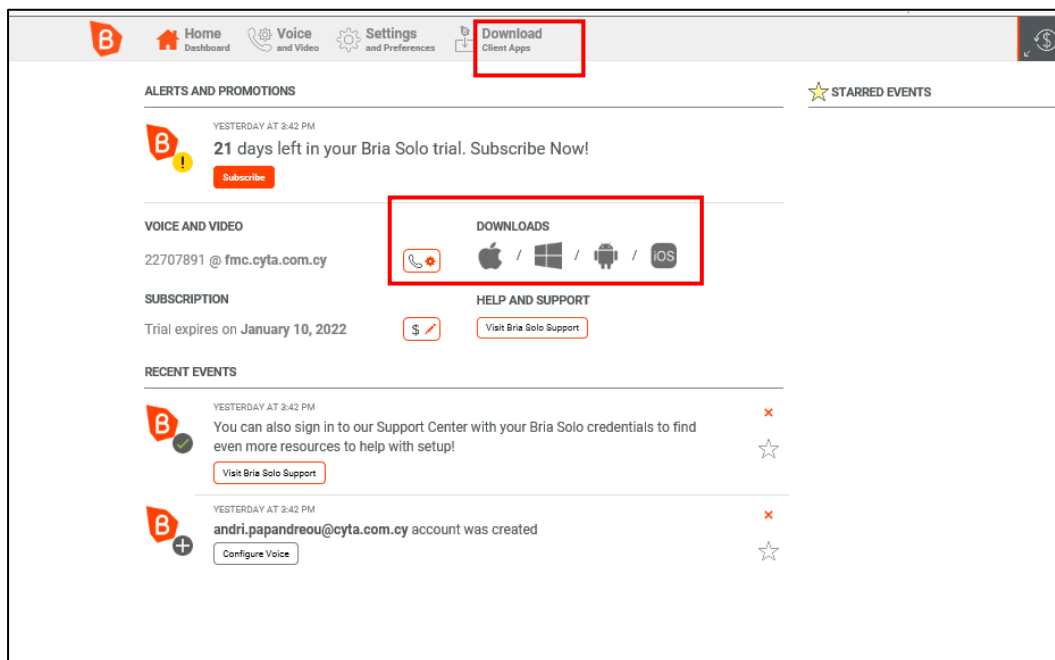 Home
Dashboard
Voice
and Video
Settings
and Preferences
Download
Client Apps
ALERTS AND PROMOTIONS
STARRED EVENTS
YESTERDAY AT 3:42 PM
21 days left in your Bria Solo trial. Subscribe Now!
Subscribe
VOICE AND VIDEO
DOWNLOADS
22707891 @ fmc.cyta.com.cy
/ / / iOS
SUBSCRIPTION
HELP AND SUPPORT
Trial expires on January 10, 2022
$
Visit Bria Solo Support
RECENT EVENTS
YESTERDAY AT 3:42 PM
You can also sign in to our Support Center with your Bria Solo credentials to find
even more resources to help with setup!
Visit Bria Solo Support
YESTERDAY AT 3:42 PM
andri.papandreou@cyta.com.cy account was created
Configure Voice